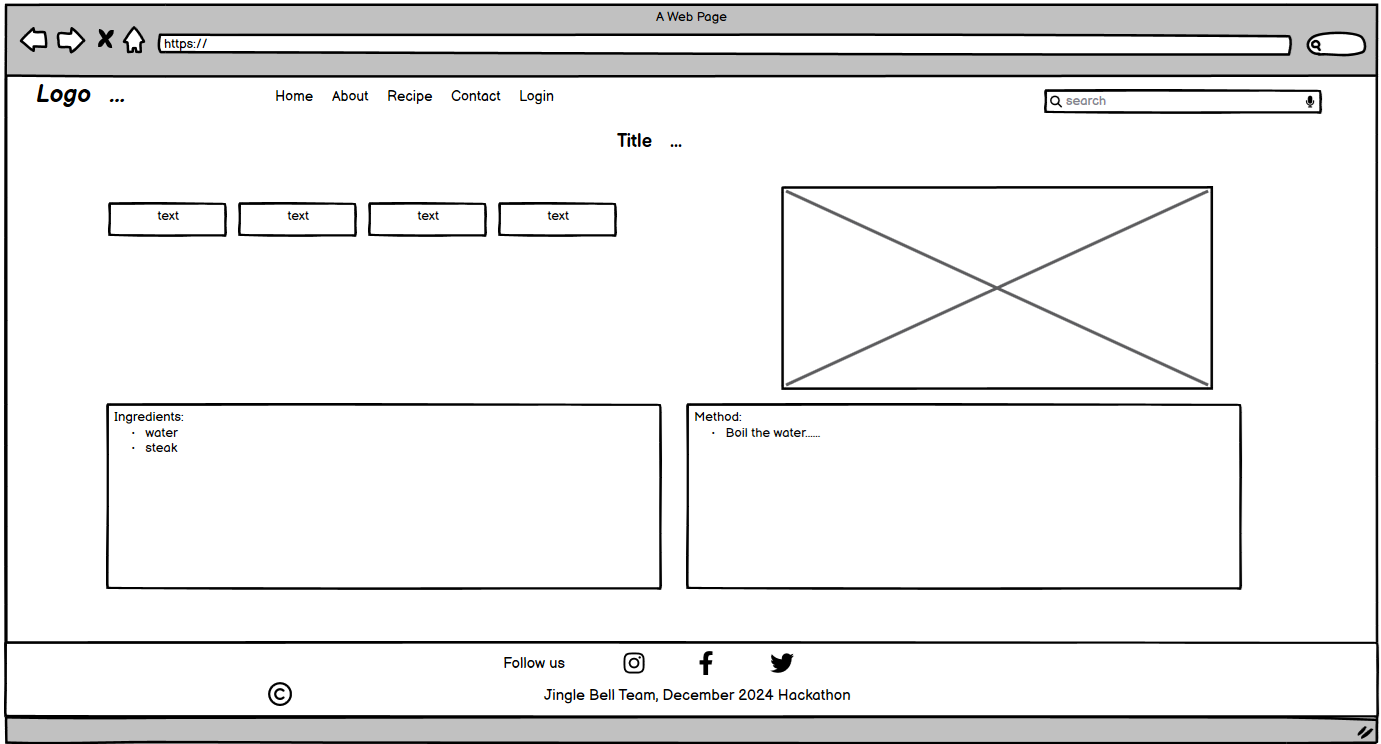 A Web Page
https://
Logo ...
Home About Recipe Contact Login
search
Title ...
text text text text
Ingredients:
• water
• steak
Method:
• Boil the water......
Follow us
© Jingle Bell Team, December 2024 Hackathon